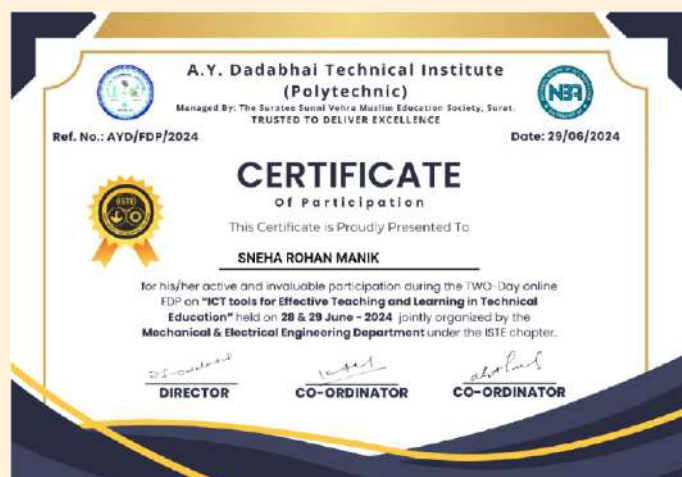 A.Y. Dadabhai Technical Institute
(Polytechnic)
Managed By: The Suratee Sunni Vohra Muslim Education Society, Surat.
TRUSTED TO DELIVER EXCELLENCE
NBA
Ref. No.: AYD/FDP/2024
Date: 29/06/2024
CERTIFICATE
Of Participation
ISTE
This Certificate is Proudly Presented To
SNEHA ROHAN MANIK
for his/her active and invaluable participation during the TWO-Day online
FDP on "ICT tools for Effective Teaching and Learning in Technical
Education" held on 28 & 29 June - 2024 jointly organized by the
Mechanical & Electrical Engineering Department under the ISTE chapter.
DIRECTOR
CO-ORDINATOR
CO-ORDINATOR